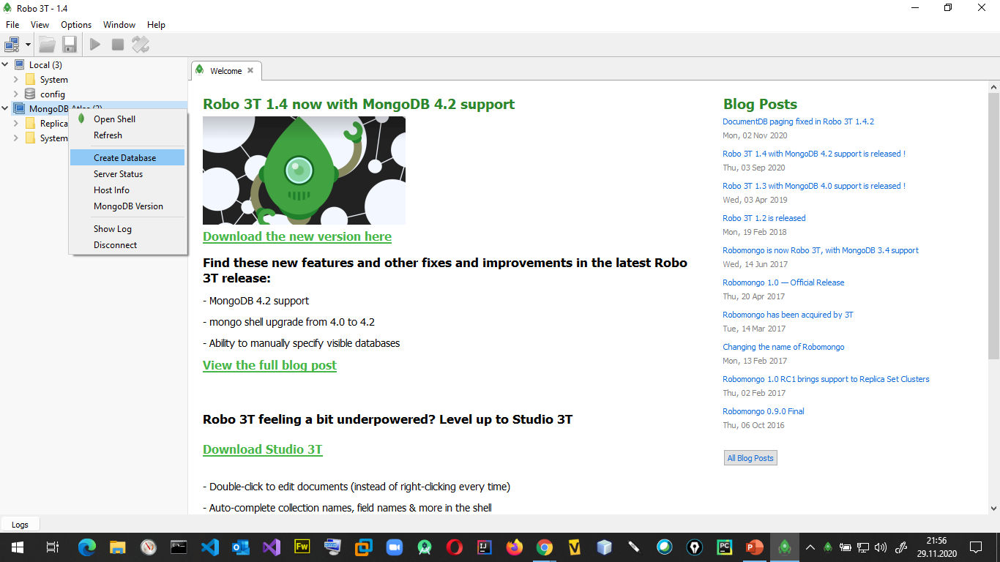 Robo 3T - 1.4
File View Options Window Help
Local (3)
System
config
MongoDB Atlas (2)
Replica
System
Open Shell
Refresh
Create Database
Server Status
Host Info
MongoDB Version
Show Log
Disconnect
Welcome
Robo 3T 1.4 now with MongoDB 4.2 support
Download the new version here
Find these new features and other fixes and improvements in the latest Robo
3T release:
- MongoDB 4.2 support
- mongo shell upgrade from 4.0 to 4.2
- Ability to manually specify visible databases
View the full blog post
Robo 3T feeling a bit underpowered? Level up to Studio 3T
Download Studio 3T
- Double-click to edit documents (instead of right-clicking every time)
- Auto-complete collection names, field names & more in the shell
Blog Posts
DocumentDB paging fixed in Robo 3T 1.4.2
Mon, 02 Nov 2020
Robo 3T 1.4 with MongoDB 4.2 support is released !
Thu, 03 Sep 2020
Robo 3T 1.3 with MongoDB 4.0 support is released !
Wed, 03 Apr 2019
Robo 3T 1.2 is released
Mon, 19 Feb 2018
Robomongo is now Robo 3T, with MongoDB 3.4 support
Wed, 14 Jun 2017
Robomongo 1.0 — Official Release
Thu, 20 Apr 2017
Robomongo has been acquired by 3T
Tue, 14 Mar 2017
Changing the name of Robomongo
Mon, 13 Feb 2017
Robomongo 1.0 RC1 brings support to Replica Set Clusters
Thu, 02 Feb 2017
Robomongo 0.9.0 Final
Thu, 06 Oct 2016
All Blog Posts
Logs
Fw
IJ
PC
21:56
29.11.2020